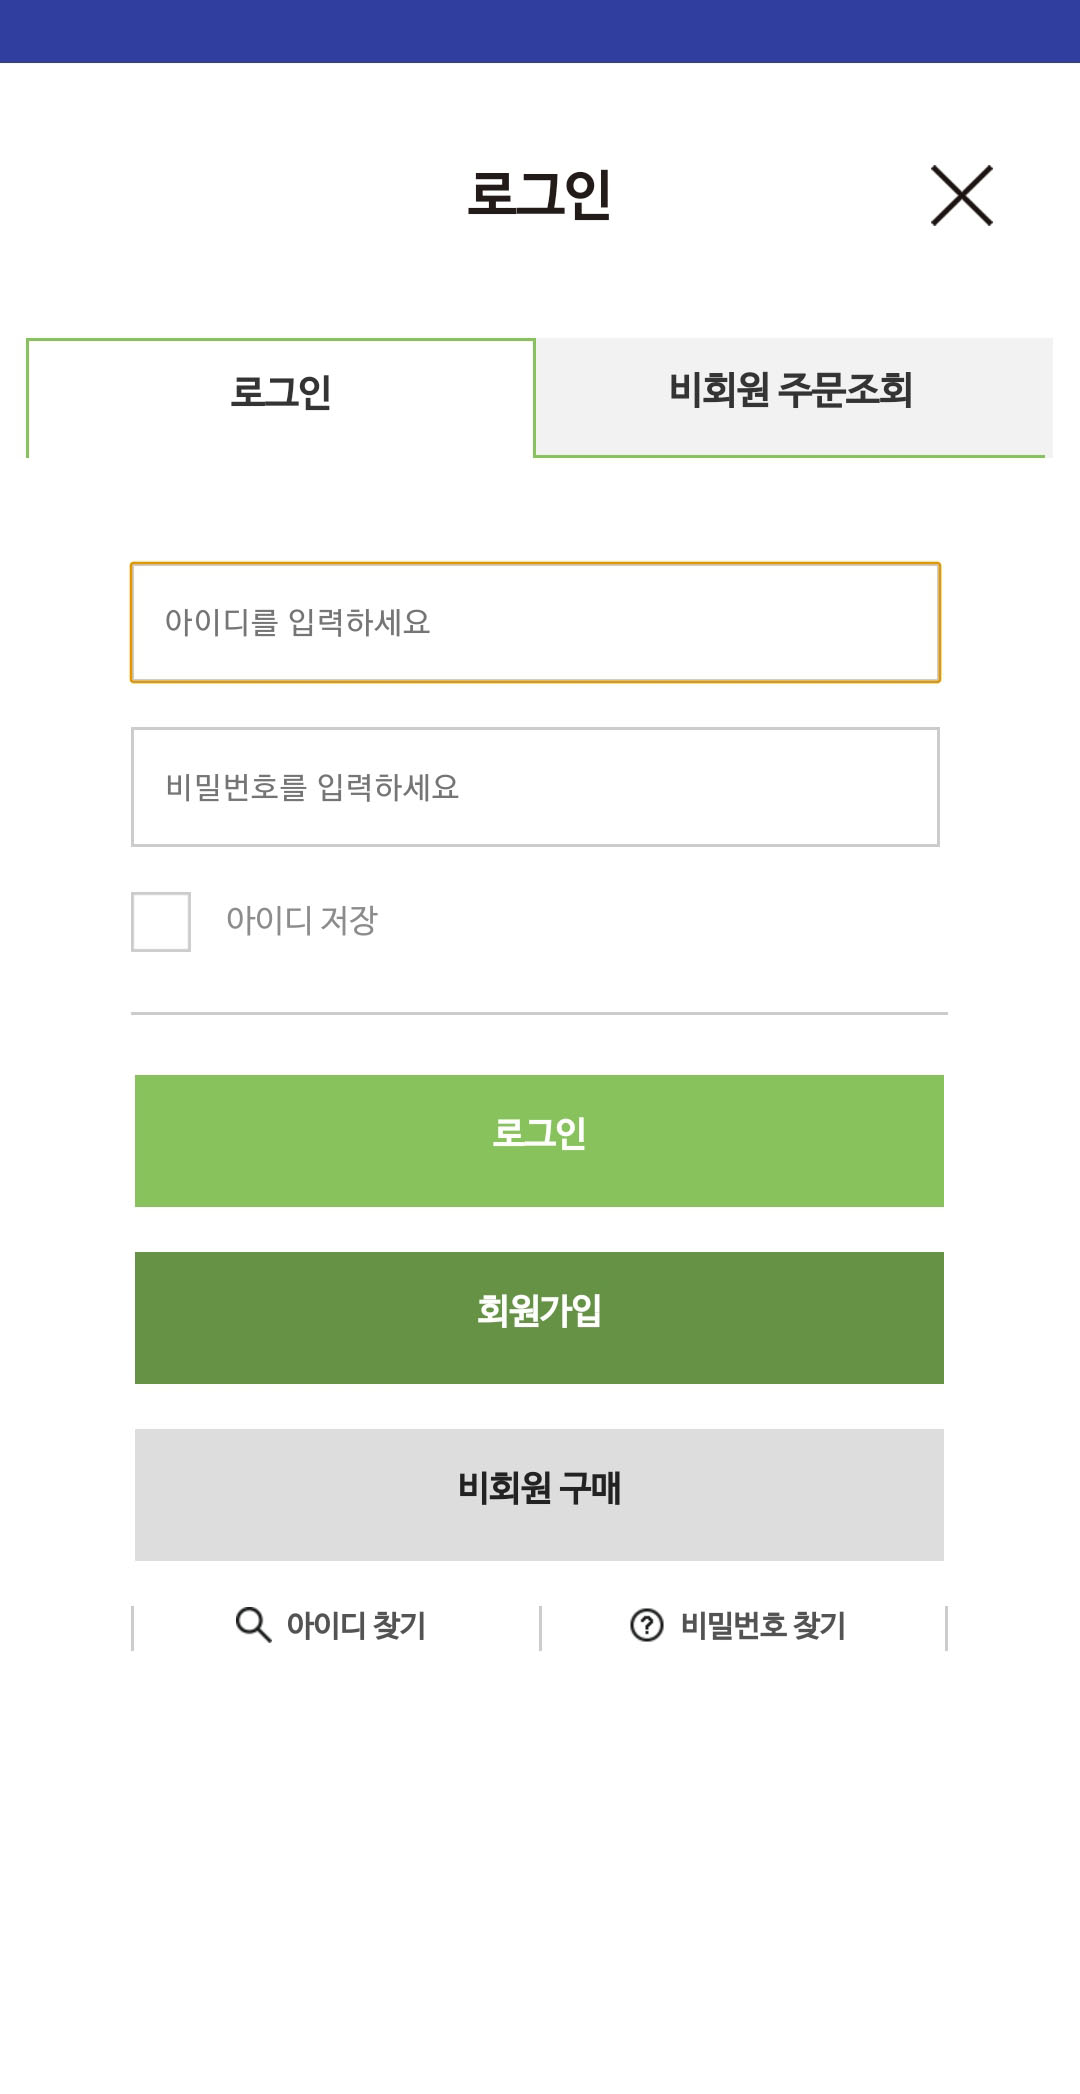 로그인
로그인
비회원 주문조회
아이디를 입력하세요
비밀번호를 입력하세요
아이디 저장
로그인
회원가입
비회원 구매
아이디 찾기
비밀번호 찾기